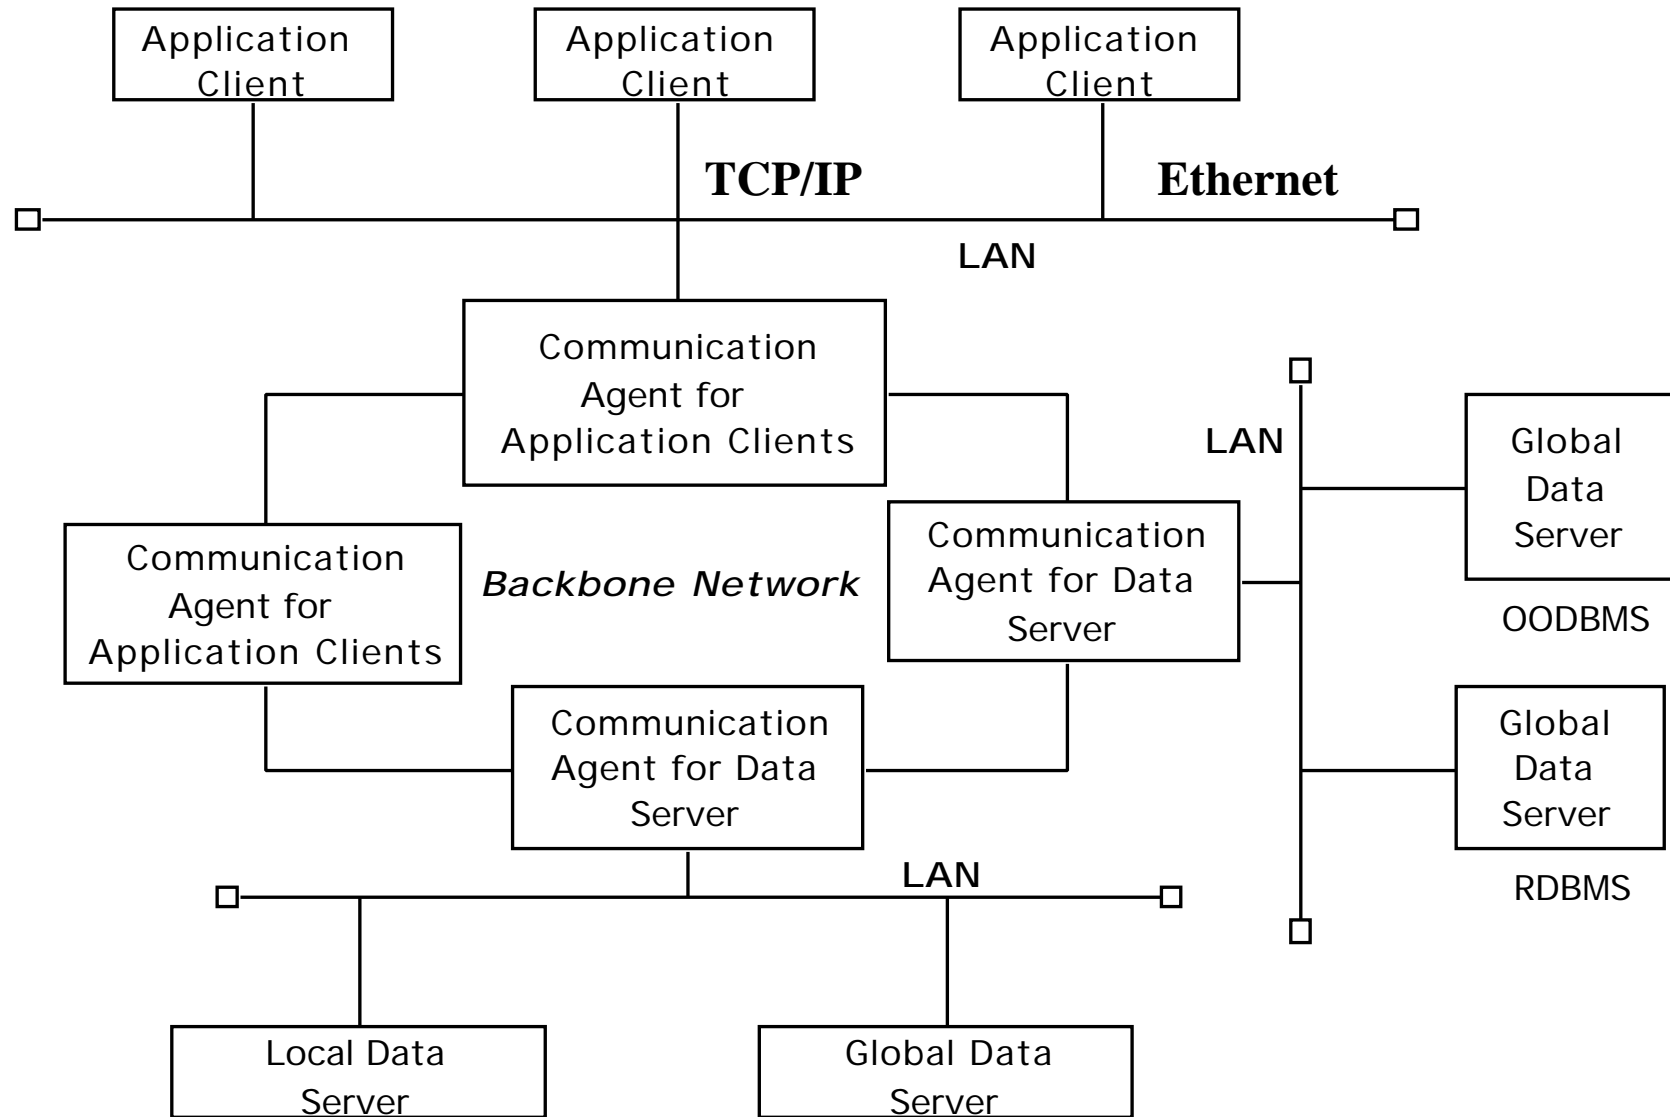 Application
Client
Application
Client
Application
Client
TCP/IP
Ethernet
LAN
Communication
Agent for
Application Clients
LAN
Global
Data
Server
OODBMS
Communication
Agent for
Application Clients
Backbone Network
Communication
Agent for Data
Server
Communication
Agent for Data
Server
Global
Data
Server
RDBMS
LAN
Local Data
Server
Global Data
Server